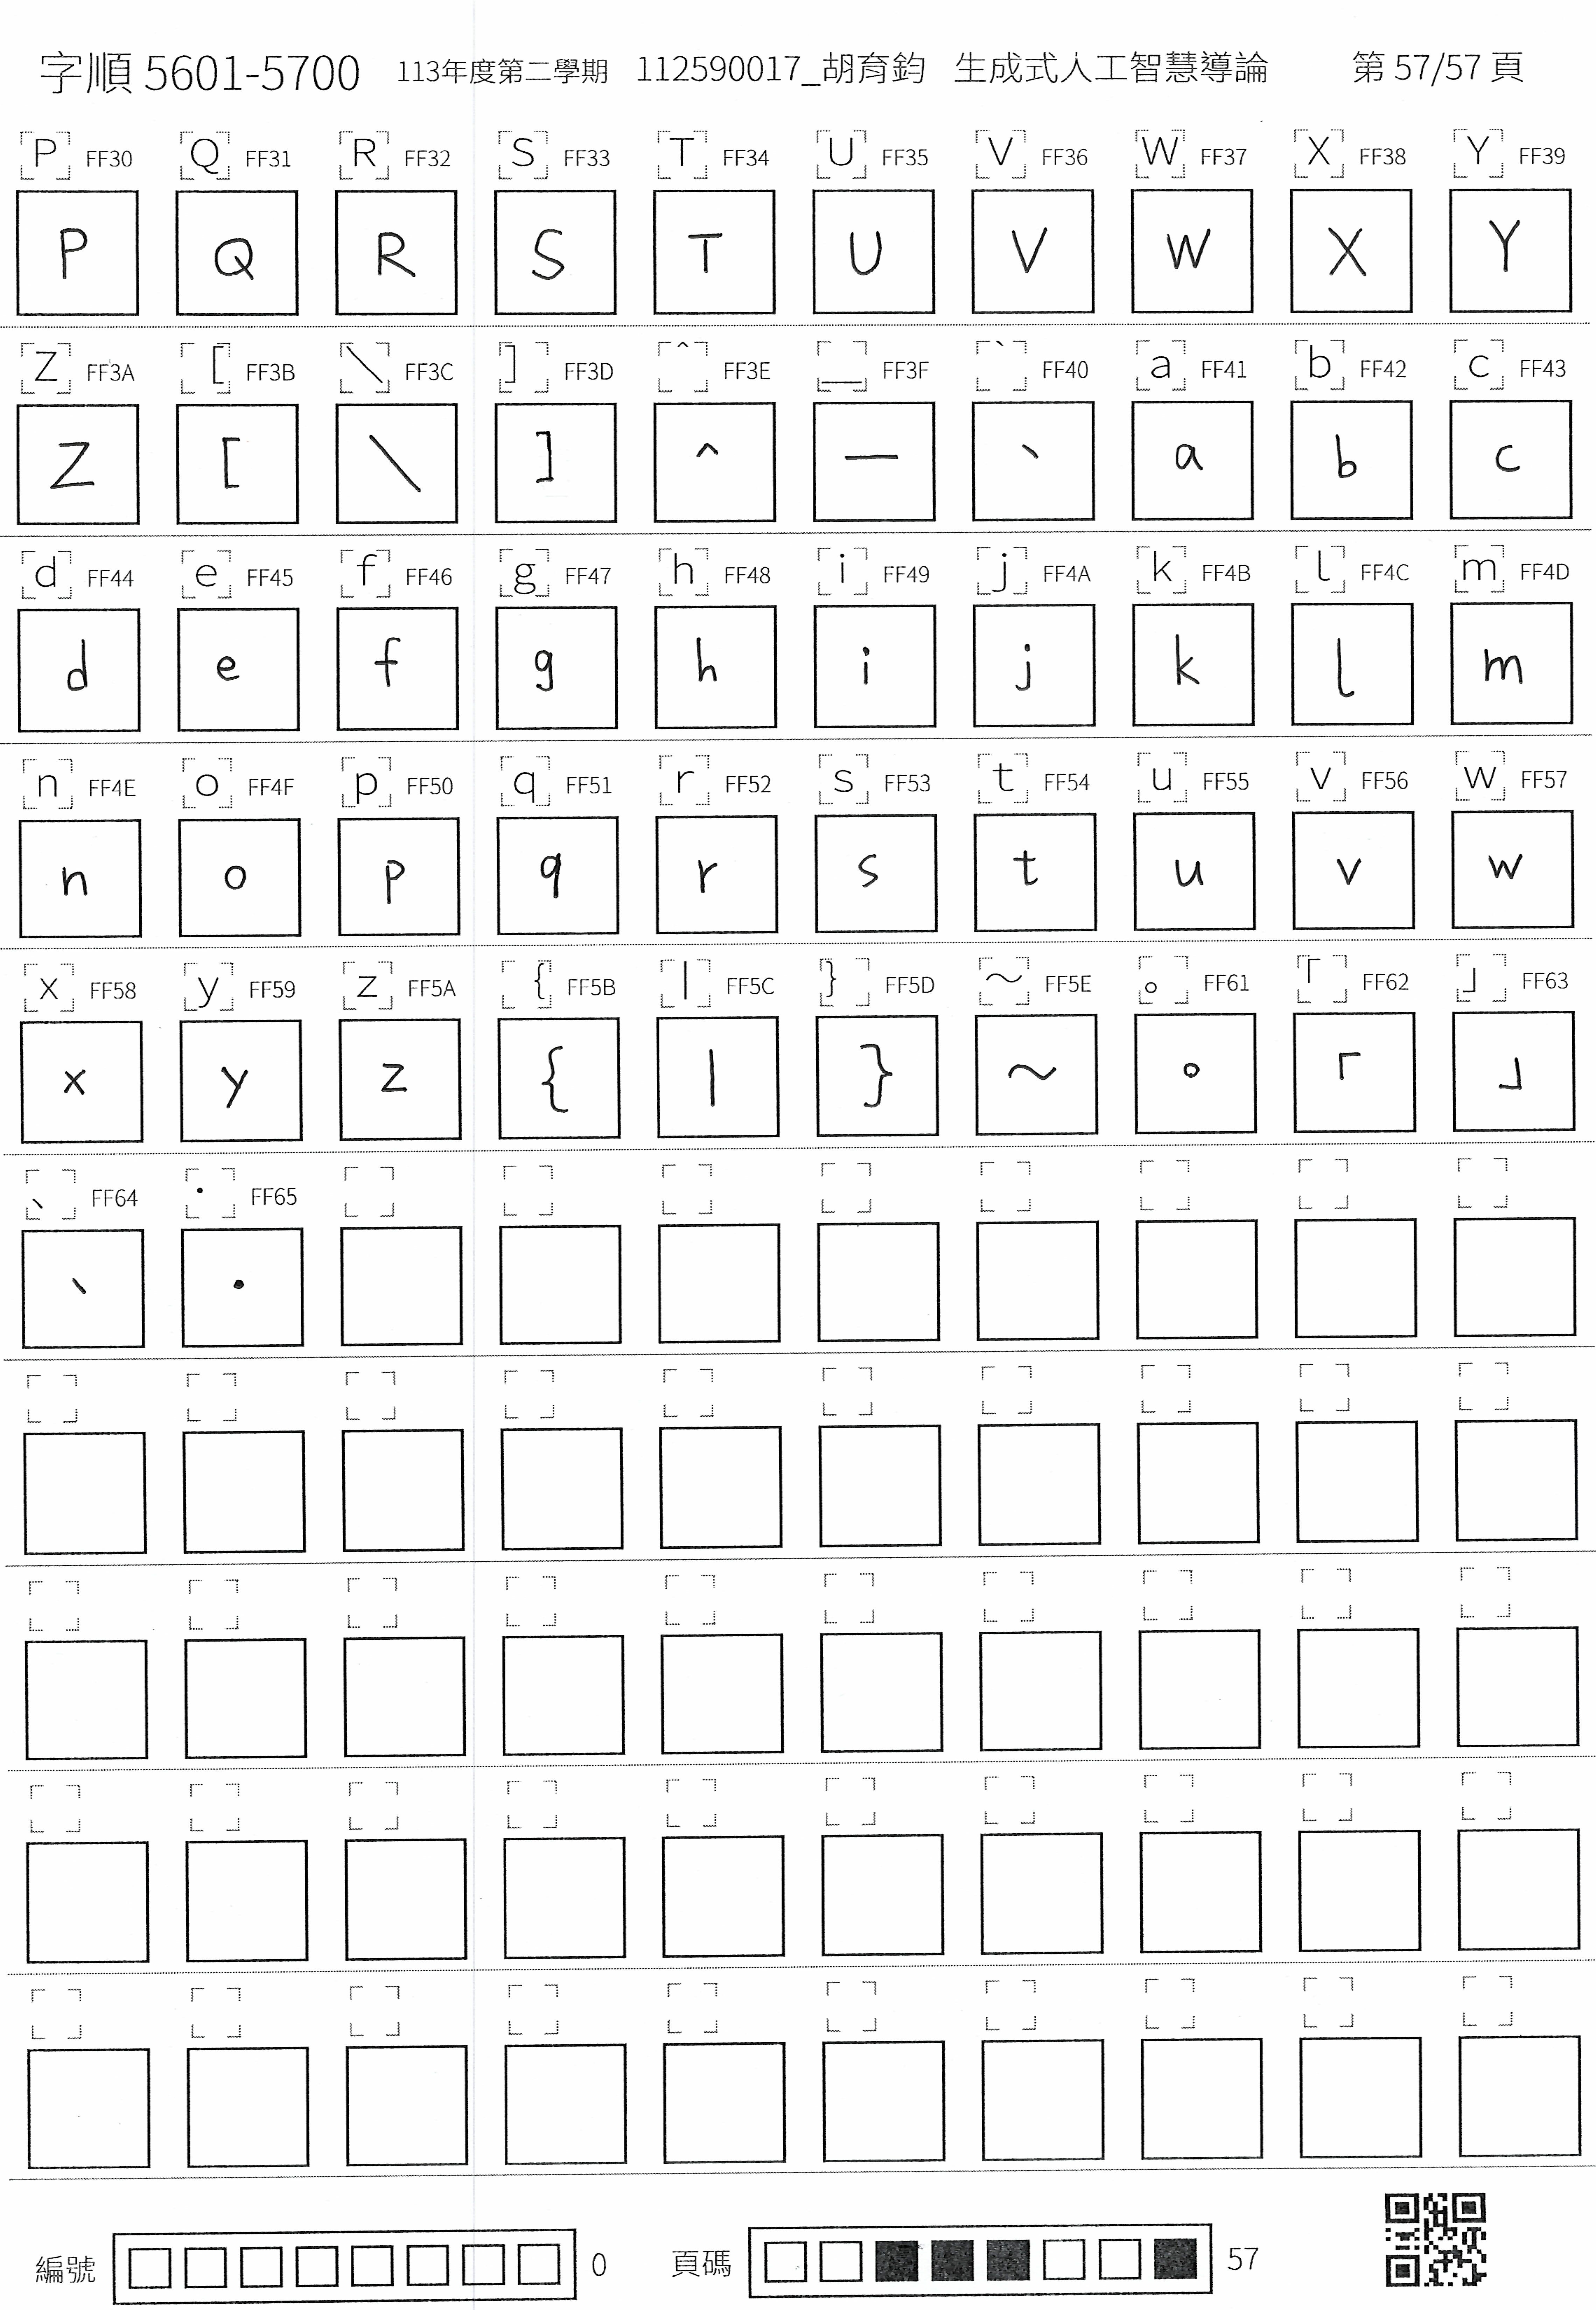 字順 5601-5700 113年度第二學期 112590017_胡育鈞 生成式人工智慧導論 第 57/57 頁
P FF30 Q FF31 R FF32 S FF33 T FF34 U FF35 V FF36 W FF37 X FF38 Y FF39
P Q R S T U V W X Y
Z FF3A [ FF3B \ FF3C ] FF3D ^ FF3E _ FF3F ` FF40 a FF41 b FF42 c FF43
Z [ \ ] ^ — ` a b c
d FF44 e FF45 f FF46 g FF47 h FF48 i FF49 j FF4A k FF4B l FF4C m FF4D
d e f g h i j k l m
n FF4E o FF4F p FF50 q FF51 r FF52 s FF53 t FF54 u FF55 v FF56 w FF57
n o p q r s t u v w
x FF58 y FF59 z FF5A { FF5B | FF5C } FF5D ~ FF5E 。 FF61 「 FF62 」 FF63
x y z { | } ~ 。 「 」
、 FF64 ・ FF65
、 ・
編號 0 頁碼 57